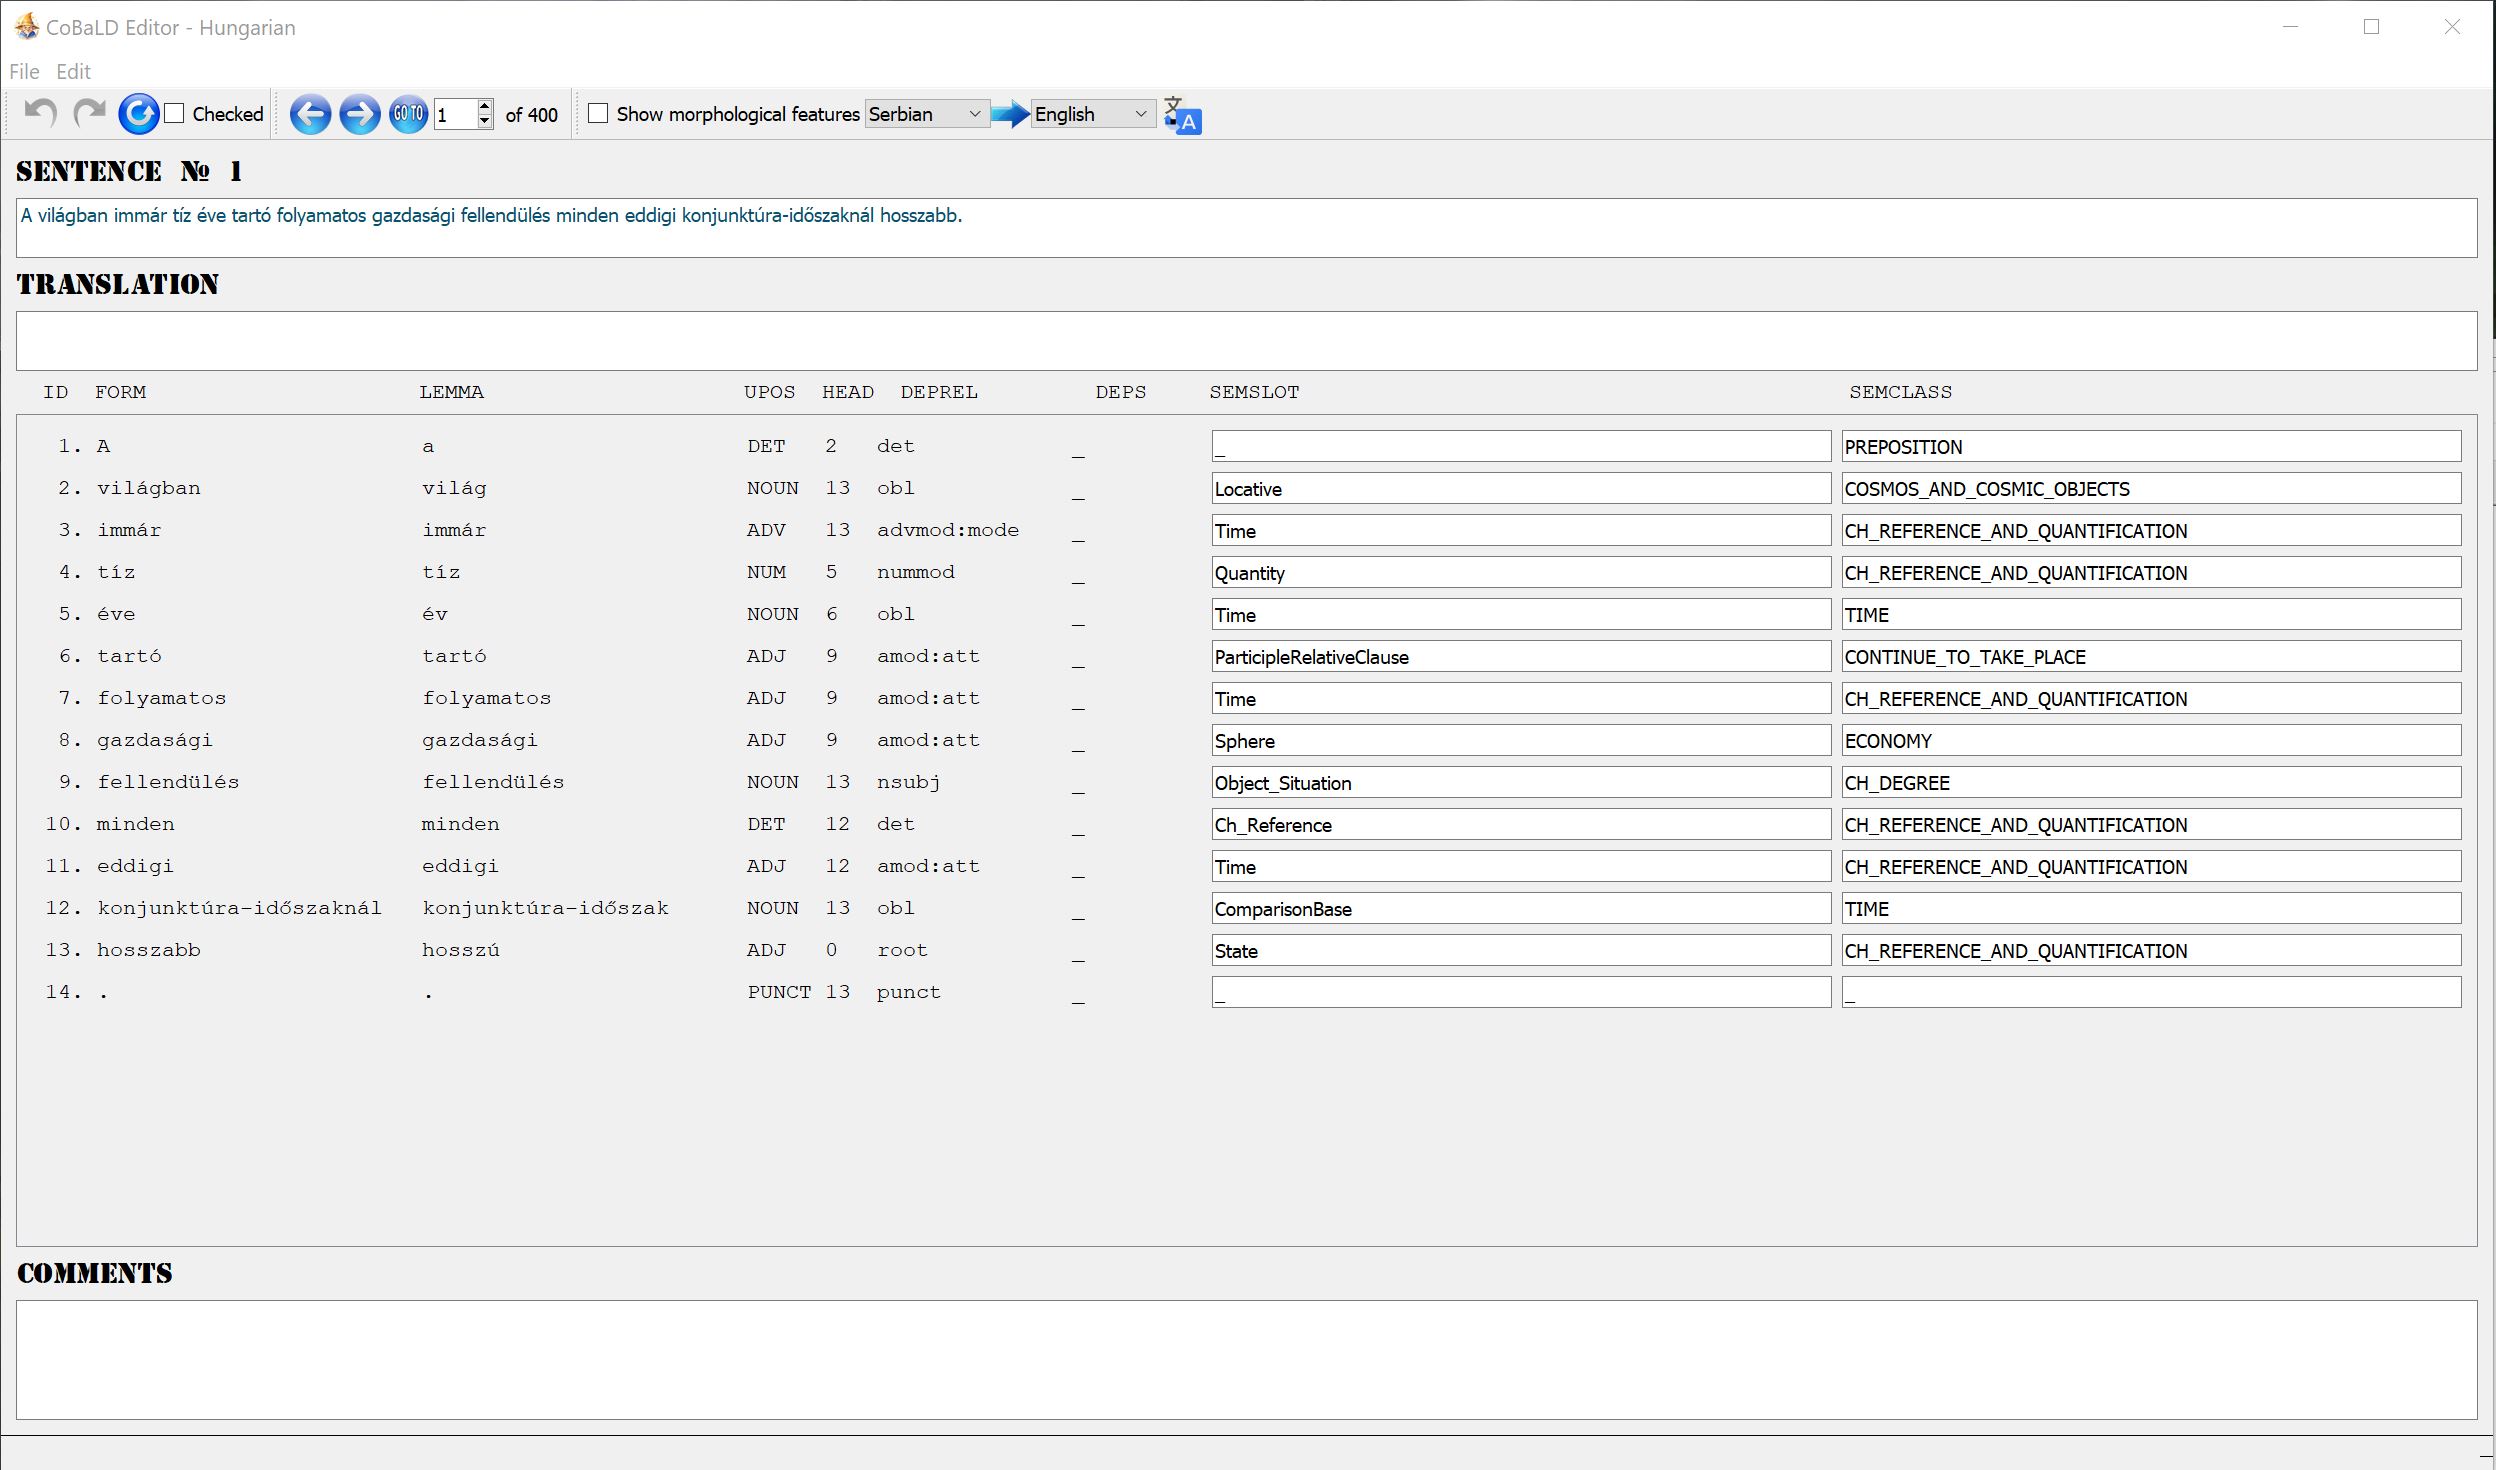 CoBaLD Editor - Hungarian
File Edit
Checked GO TO 1 of 400 Show morphological features Serbian English
SENTENCE № 1
A világban immár tíz éve tartó folyamatos gazdasági fellendülés minden eddigi konjunktúra-időszaknál hosszabb.
TRANSLATION
ID FORM LEMMA UPOS HEAD DEPREL DEPS SEMSLOT SEMCLASS
1. A a DET 2 det _ _ PREPOSITION
2. világban világ NOUN 13 obl _ Locative COSMOS_AND_COSMIC_OBJECTS
3. immár immár ADV 13 advmod:mode _ Time CH_REFERENCE_AND_QUANTIFICATION
4. tíz tíz NUM 5 nummod _ Quantity CH_REFERENCE_AND_QUANTIFICATION
5. éve év NOUN 6 obl _ Time TIME
6. tartó tartó ADJ 9 amod:att _ ParticipleRelativeClause CONTINUE_TO_TAKE_PLACE
7. folyamatos folyamatos ADJ 9 amod:att _ Time CH_REFERENCE_AND_QUANTIFICATION
8. gazdasági gazdasági ADJ 9 amod:att _ Sphere ECONOMY
9. fellendülés fellendülés NOUN 13 nsubj _ Object_Situation CH_DEGREE
10. minden minden DET 12 det _ Ch_Reference CH_REFERENCE_AND_QUANTIFICATION
11. eddigi eddigi ADJ 12 amod:att _ Time CH_REFERENCE_AND_QUANTIFICATION
12. konjunktúra-időszaknál konjunktúra-időszak NOUN 13 obl _ ComparisonBase TIME
13. hosszabb hosszú ADJ 0 root _ State CH_REFERENCE_AND_QUANTIFICATION
14. . . PUNCT 13 punct _ _ _
COMMENTS